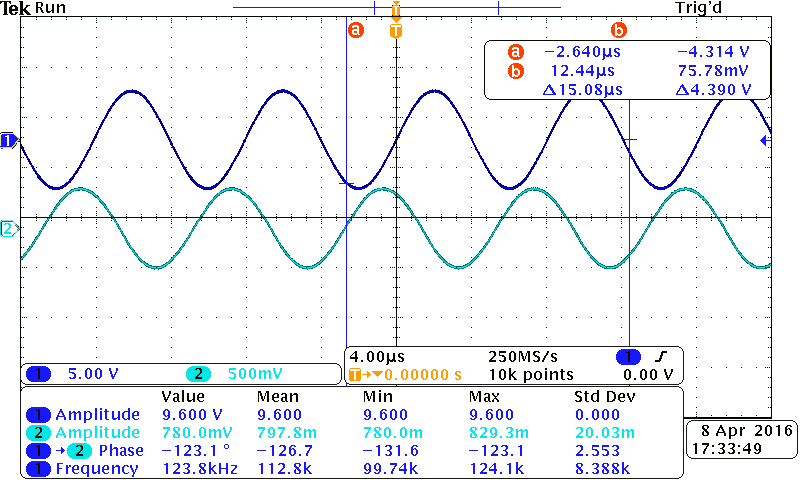 Tek Run Trig'd
T
a T b
a −2.640µs −4.314 V
b 12.44µs 75.78mV
Δ15.08µs Δ4.390 V
1
2
4.00µs 250MS/s 1
1 5.00 V 2 500mV T→▼0.00000 s 10k points 0.00 V
Value Mean Min Max Std Dev
1 Amplitude 9.600 V 9.600 9.600 9.600 0.000
2 Amplitude 780.0mV 797.8m 780.0m 829.3m 20.03m
1 → 2 Phase −123.1 ° −126.7 −131.6 −123.1 2.553
1 Frequency 123.8kHz 112.8k 99.74k 124.1k 8.388k
8 Apr 2016
17:33:49